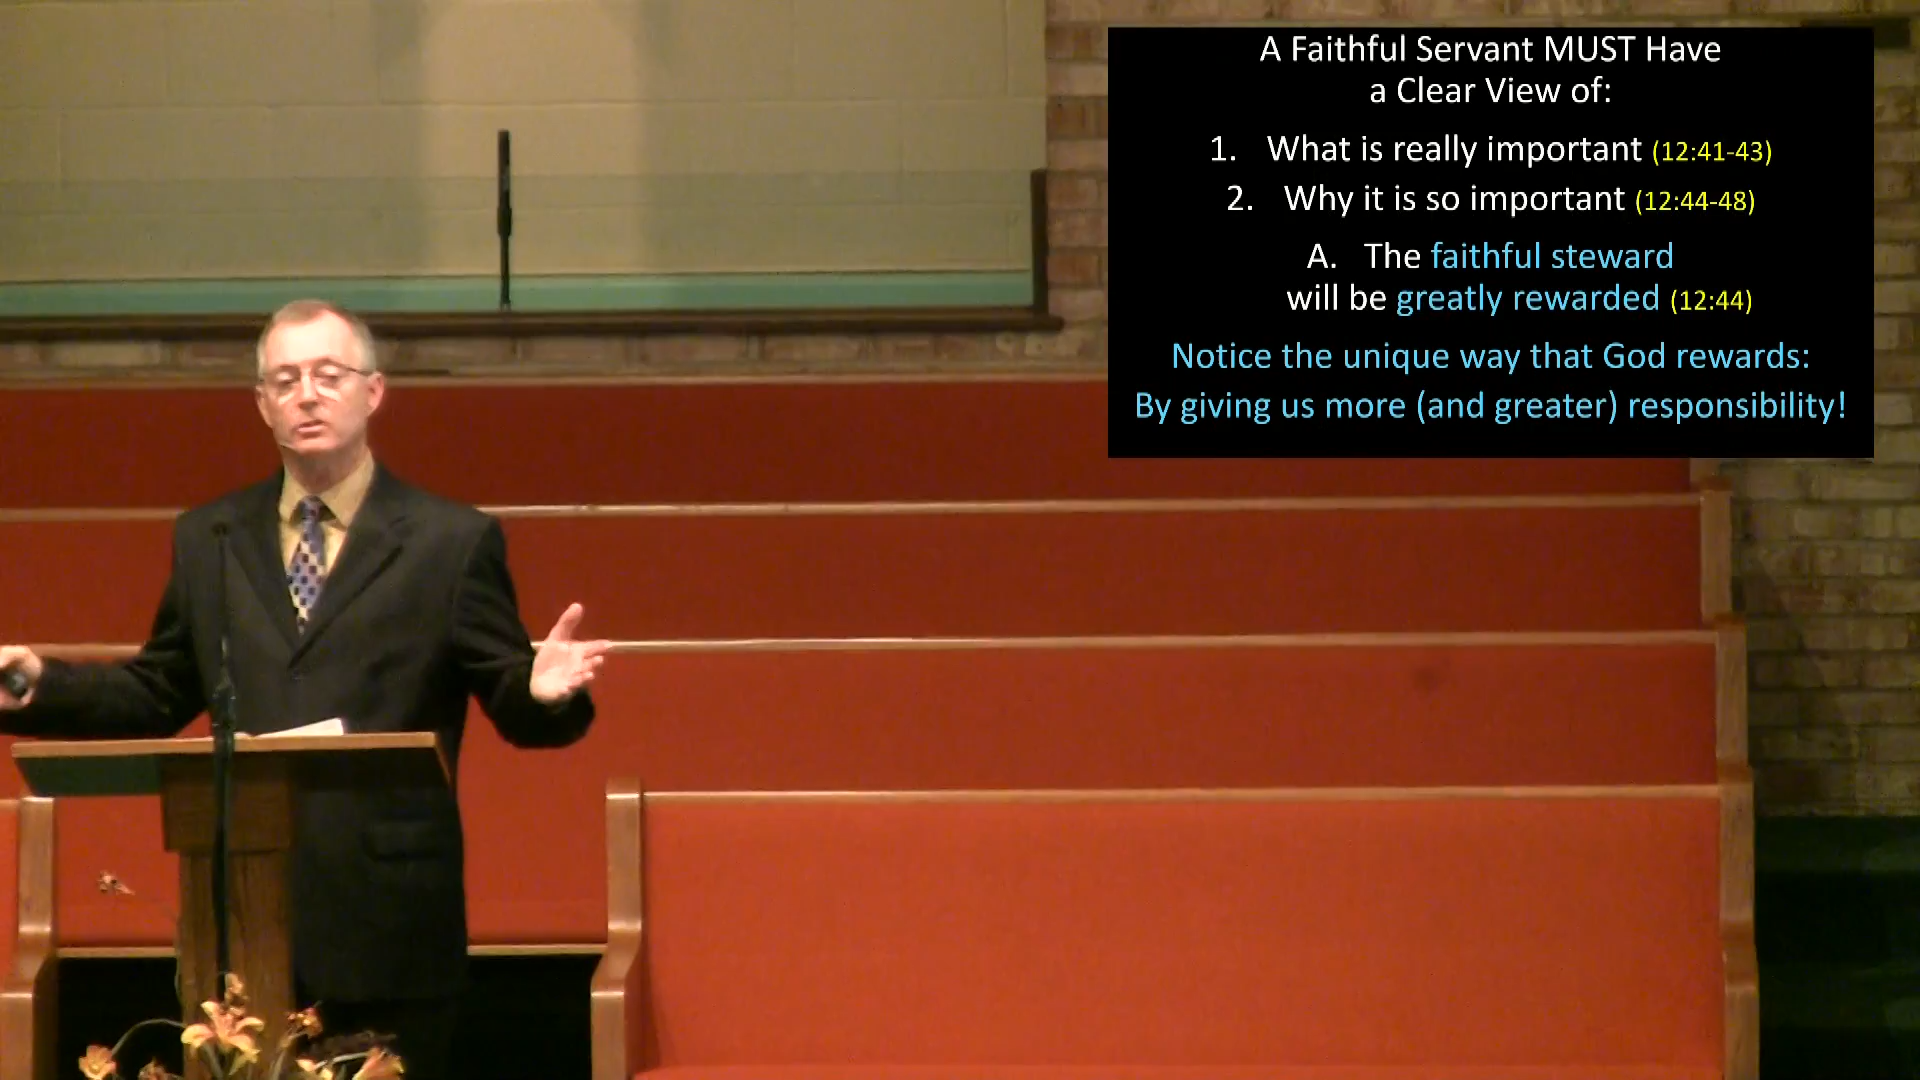 A Faithful Servant MUST Have
a Clear View of:
1. What is really important (12:41-43)
2. Why it is so important (12:44-48)
A. The faithful steward
will be greatly rewarded (12:44)
Notice the unique way that God rewards:
By giving us more (and greater) responsibility!